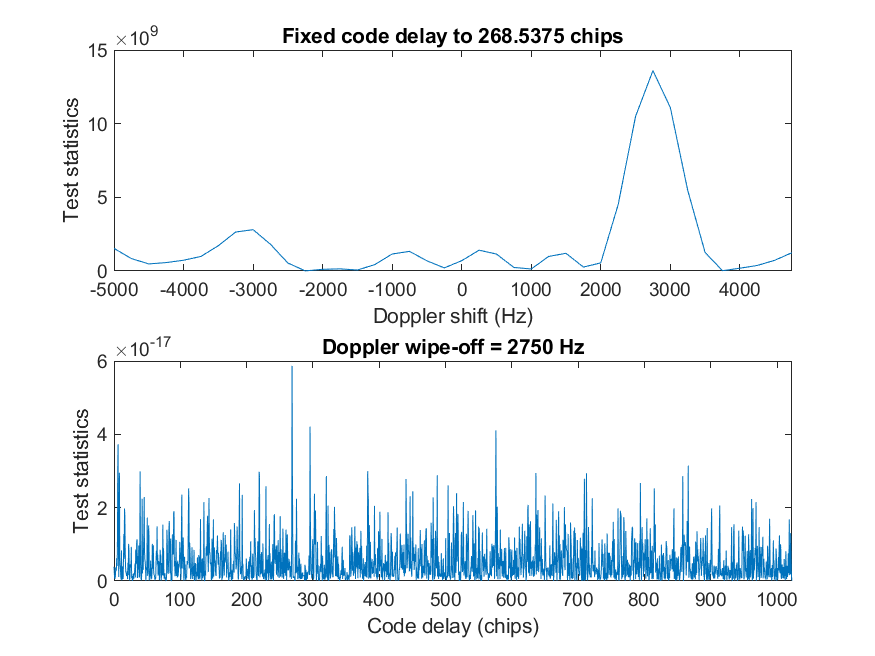 ×10^9
Fixed code delay to 268.5375 chips
15
10
5
0
Test statistics
-5000 -4000 -3000 -2000 -1000 0 1000 2000 3000 4000
Doppler shift (Hz)
×10^-17
Doppler wipe-off = 2750 Hz
6
4
2
0
Test statistics
0 100 200 300 400 500 600 700 800 900 1000
Code delay (chips)